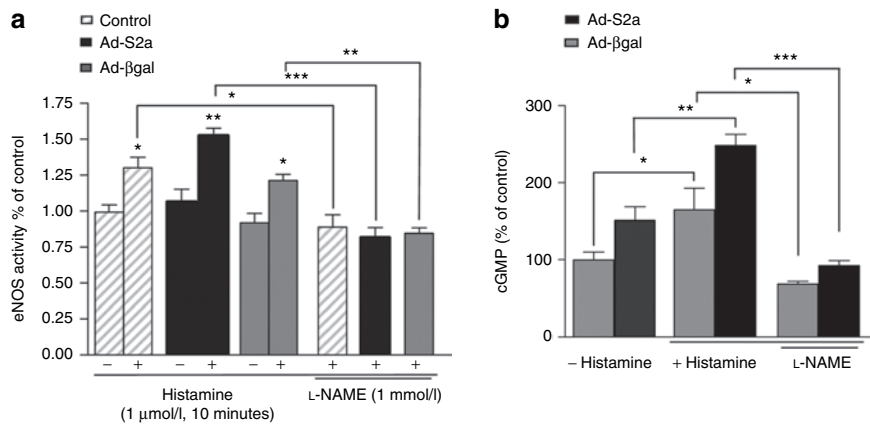 a
Control
Ad-S2a
Ad-βgal
**
***
*
1.75
1.50
1.25
1.00
0.75
0.50
0.25
0.00
eNOS activity % of control
* ** *
− + − + − + + + +
Histamine
(1 μmol/l, 10 minutes)
L-NAME (1 mmol/l)
b
Ad-S2a
Ad-βgal
***
*
**
*
300
200
100
0
cGMP (% of control)
− Histamine + Histamine L-NAME